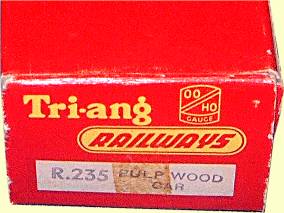 Tri-ang
OO
HO
GAUGE
RAILWAYS
R.235 PULP WOOD
CAR